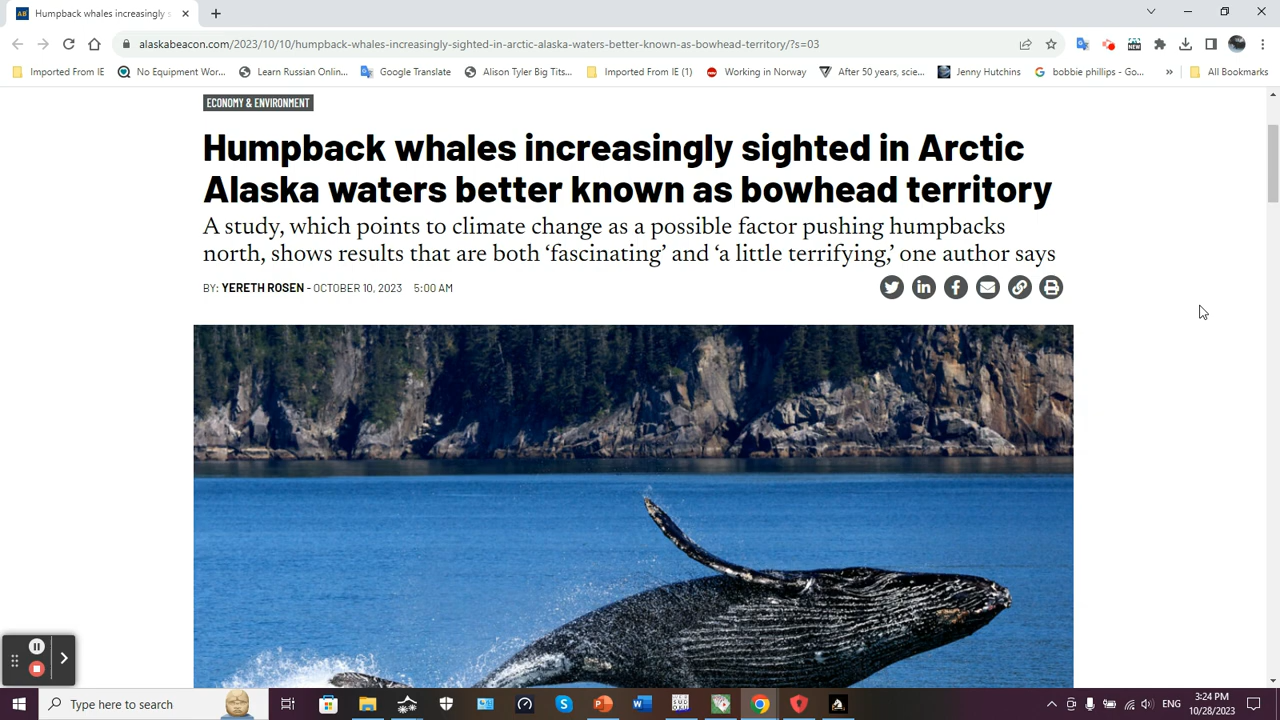 Humpback whales increasingly s
alaskabeacon.com/2023/10/10/humpback-whales-increasingly-sighted-in-arctic-alaska-waters-better-known-as-bowhead-territory/?s=03
Imported From IE
No Equipment Wor...
Learn Russian Onlin...
Google Translate
Alison Tyler Big Tits...
Imported From IE (1)
Working in Norway
After 50 years, scie...
Jenny Hutchins
bobbie phillips - Go...
»
All Bookmarks
ECONOMY & ENVIRONMENT
Humpback whales increasingly sighted in Arctic
Alaska waters better known as bowhead territory
A study, which points to climate change as a possible factor pushing humpbacks
north, shows results that are both ‘fascinating’ and ‘a little terrifying,’ one author says
BY: YERETH ROSEN - OCTOBER 10, 2023 5:00 AM
Type here to search
ENG
3:24 PM
10/28/2023